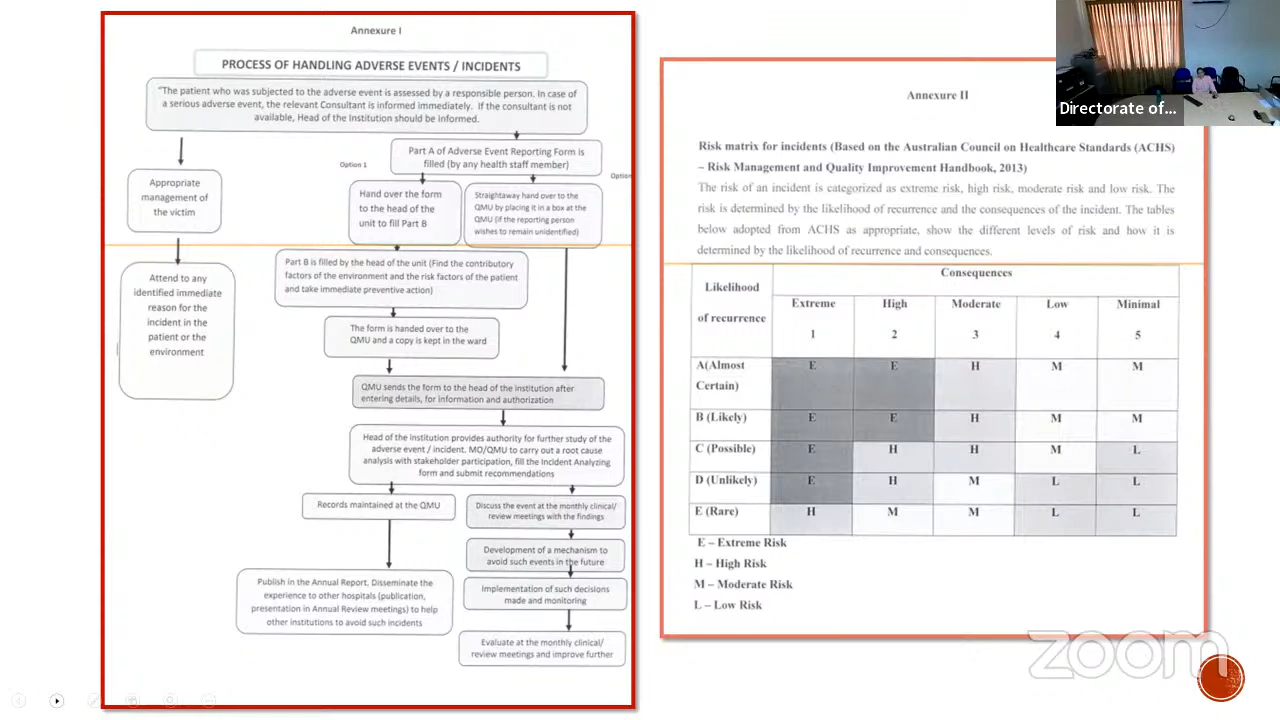 Annexure I
PROCESS OF HANDLING ADVERSE EVENTS / INCIDENTS
"The patient who was subjected to the adverse event is assessed by a responsible person. In case of
a serious adverse event, the relevant Consultant is informed immediately. If the consultant is not
available, Head of the Institution should be informed.
Appropriate
management of
the victim
Attend to any
identified immediate
reason for the
incident in the
patient or the
environment
Part A of Adverse Event Reporting Form is
filled (by any health staff member)
Option 1
Option
Hand over the form
to the head of the
unit to fill Part B
Straightaway hand over to the
QMU by placing it in a box at the
QMU (if the reporting person
wishes to remain unidentified)
Part B is filled by the head of the unit (Find the contributory
factors of the environment and the risk factors of the patient
and take immediate preventive action)
The form is handed over to the
QMU and a copy is kept in the ward
QMU sends the form to the head of the institution after
entering details, for information and authorization
Head of the institution provides authority for further study of the
adverse event / incident. MO/QMU to carry out a root cause
analysis with stakeholder participation, fill the Incident Analyzing
form and submit recommendations
Records maintained at the QMU
Publish in the Annual Report. Disseminate the
experience to other hospitals (publication,
presentation in Annual Review meetings) to help
other institutions to avoid such incidents
Discuss the event at the monthly clinical/
review meetings with the findings
Development of a mechanism to
avoid such events in the future
Implementation of such decisions
made and monitoring
Evaluate at the monthly clinical/
review meetings and improve further
Directorate of...
Annexure II
Risk matrix for incidents (Based on the Australian Council on Healthcare Standards (ACHS)
– Risk Management and Quality Improvement Handbook, 2013)
The risk of an incident is categorized as extreme risk, high risk, moderate risk and low risk. The
risk is determined by the likelihood of recurrence and the consequences of the incident. The tables
below adopted from ACHS as appropriate, show the different levels of risk and how it is
determined by the likelihood of recurrence and consequences.
Likelihood
of recurrence
Consequences
Extreme High Moderate Low Minimal
1 2 3 4 5
A(Almost E E H M M
Certain)
B (Likely) E E H M M
C (Possible) E H H M L
D (Unlikely) E H M L L
E (Rare) H M M L L
E – Extreme Risk
H – High Risk
M – Moderate Risk
L – Low Risk
zoom